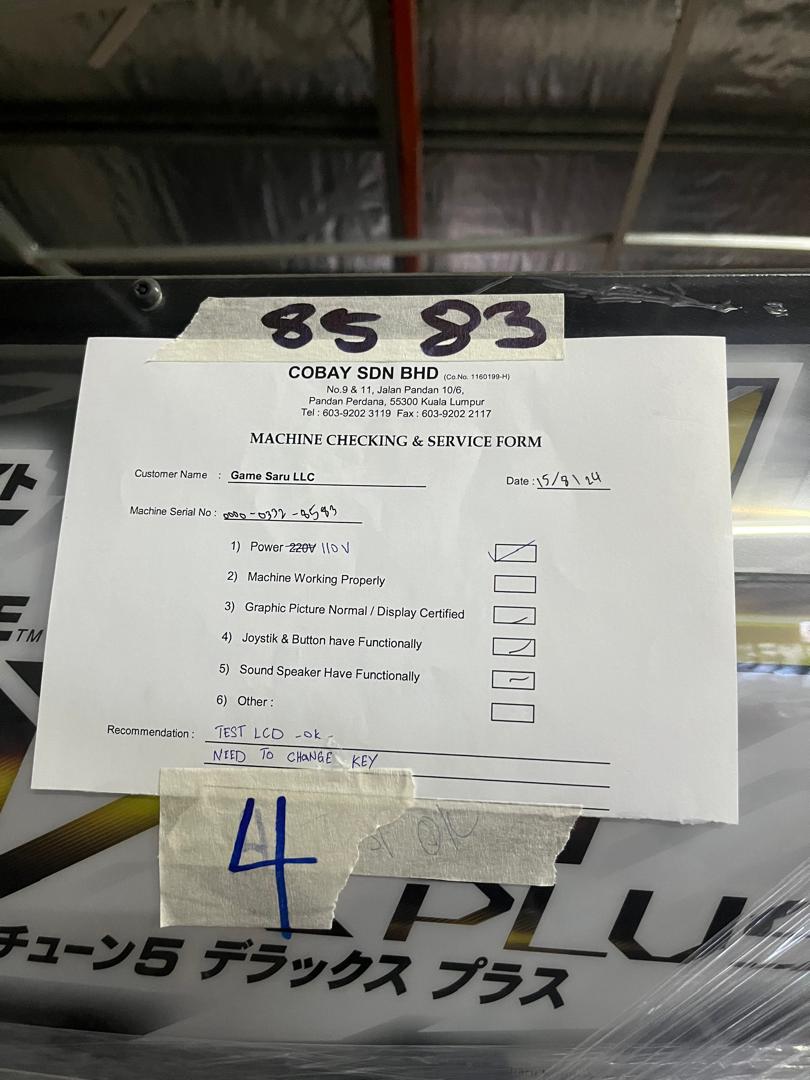 85 83
COBAY SDN BHD (Co.No. 1160199-H)
No.9 & 11, Jalan Pandan 10/6,
Pandan Perdana, 55300 Kuala Lumpur
Tel : 603-9202 3119 Fax : 603-9202 2117
MACHINE CHECKING & SERVICE FORM
Customer Name : Game Saru LLC
Date : 15/8/24
Machine Serial No : 0000-0332-8583
1) Power 220V 110V
2) Machine Working Properly
3) Graphic Picture Normal / Display Certified
4) Joystik & Button have Functionally
5) Sound Speaker Have Functionally
6) Other :
Recommendation : TEST LCD -OK-
NEED TO CHANGE KEY
4
OK
PLUS
チューン5 デラックス プラス
TM